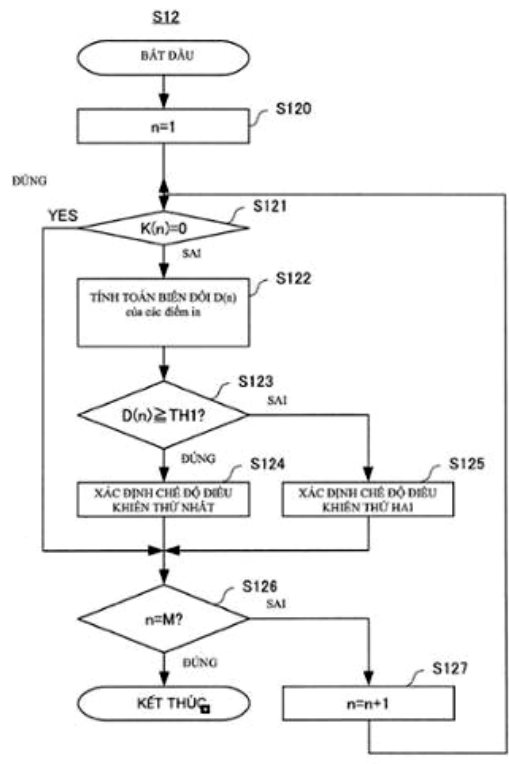 S12
BẮT ĐẦU
S120
n=1
ĐÚNG
S121
YES
K(n)=0
SAI
S122
TÍNH TOÁN BIẾN ĐỔI D(n)
của các điểm in
S123
D(n)≧TH1?
SAI
ĐÚNG
S124
S125
XÁC ĐỊNH CHẾ ĐỘ ĐIỀU
KHIỂN THỨ NHẤT
XÁC ĐỊNH CHẾ ĐỘ ĐIỀU
KHIỂN THỨ HAI
S126
n=M?
SAI
ĐÚNG
S127
KẾT THÚC
n=n+1